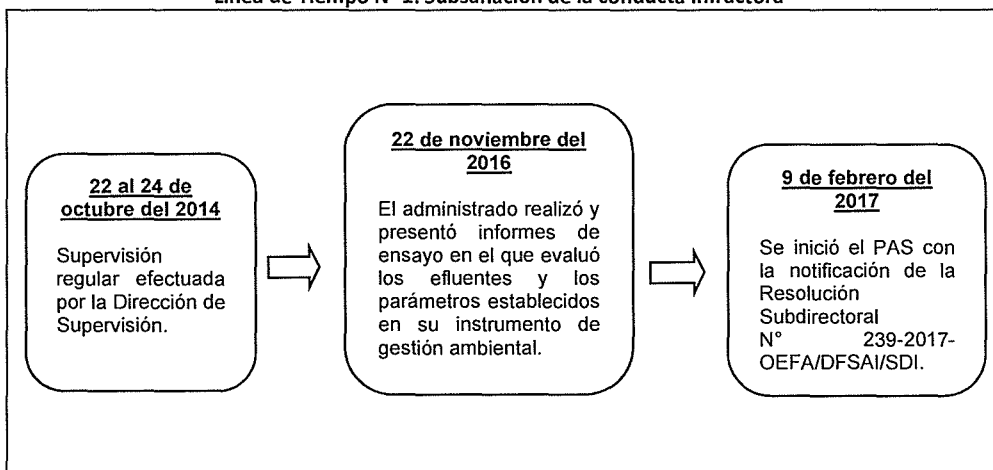 Línea de Tiempo N° 1: Subsanación de la conducta infractora
22 al 24 de
octubre del 2014
Supervisión
regular efectuada
por la Dirección de
Supervisión.
22 de noviembre del
2016
El administrado realizó y
presentó informes de
ensayo en el que evaluó
los efluentes y los
parámetros establecidos
en su instrumento de
gestión ambiental.
9 de febrero del
2017
Se inició el PAS con
la notificación de la
Resolución
Subdirectoral
N° 239-2017-
OEFA/DFSAI/SDI.